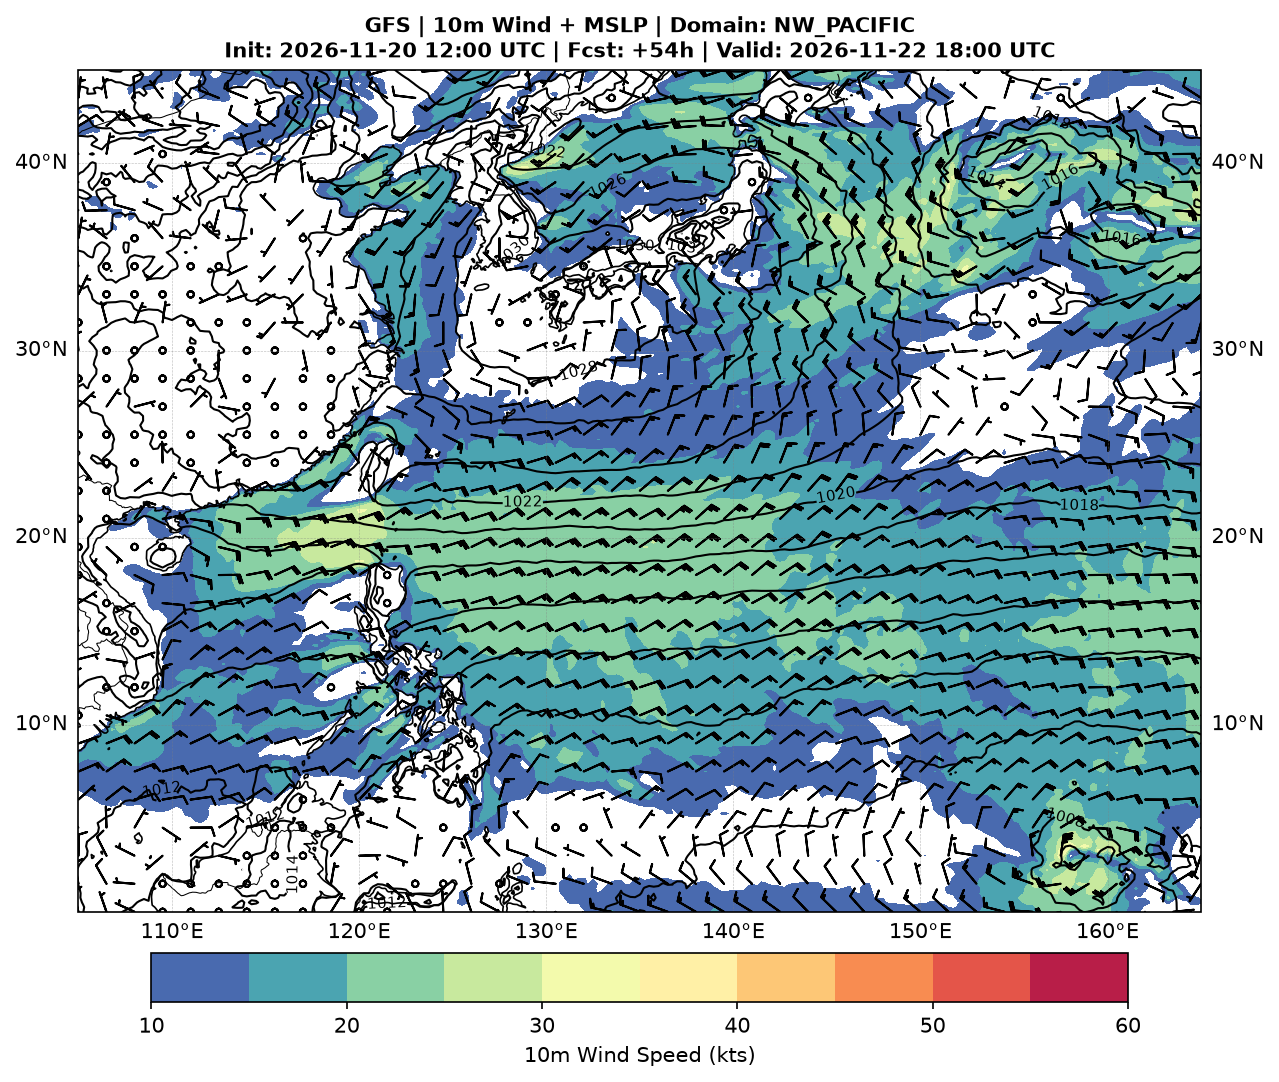 GFS | 10m Wind + MSLP | Domain: NW_PACIFIC
Init: 2026-11-20 12:00 UTC | Fcst: +54h | Valid: 2026-11-22 18:00 UTC
1018
1022
1014
1016
1026
1016
1030
1030
1028
1022
1020
1018
1012
1014
1012
40°N
30°N
20°N
10°N
40°N
30°N
20°N
10°N
110°E 120°E 130°E 140°E 150°E 160°E
10 20 30 40 50 60
10m Wind Speed (kts)